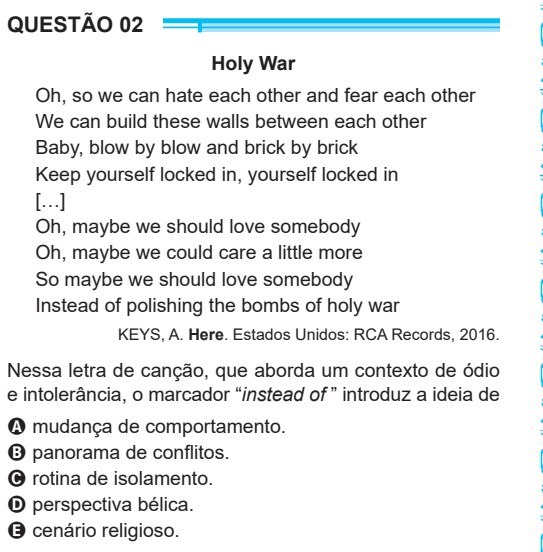 QUESTÃO 02
Holy War
Oh, so we can hate each other and fear each other
We can build these walls between each other
Baby, blow by blow and brick by brick
Keep yourself locked in, yourself locked in
[…]
Oh, maybe we should love somebody
Oh, maybe we could care a little more
So maybe we should love somebody
Instead of polishing the bombs of holy war
KEYS, A. Here. Estados Unidos: RCA Records, 2016.
Nessa letra de canção, que aborda um contexto de ódio
e intolerância, o marcador “instead of ” introduz a ideia de
A mudança de comportamento.
B panorama de conflitos.
C rotina de isolamento.
D perspectiva bélica.
E cenário religioso.